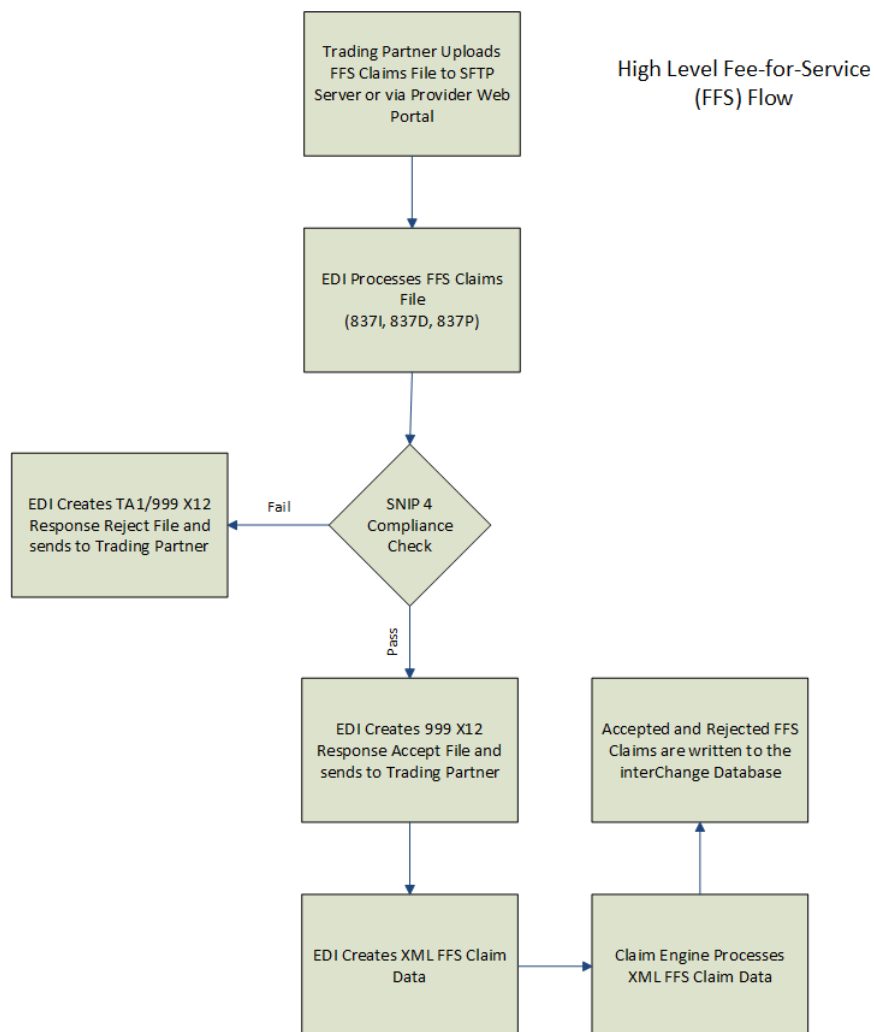 Trading Partner Uploads
FFS Claims File to SFTP
Server or via Provider Web
Portal
High Level Fee-for-Service
(FFS) Flow
EDI Processes FFS Claims
File
(837I, 837D, 837P)
EDI Creates TA1/999 X12
Response Reject File and
sends to Trading Partner
Fail
SNIP 4
Compliance
Check
Pass
EDI Creates 999 X12
Response Accept File and
sends to Trading Partner
Accepted and Rejected FFS
Claims are written to the
interChange Database
EDI Creates XML FFS Claim
Data
Claim Engine Processes
XML FFS Claim Data